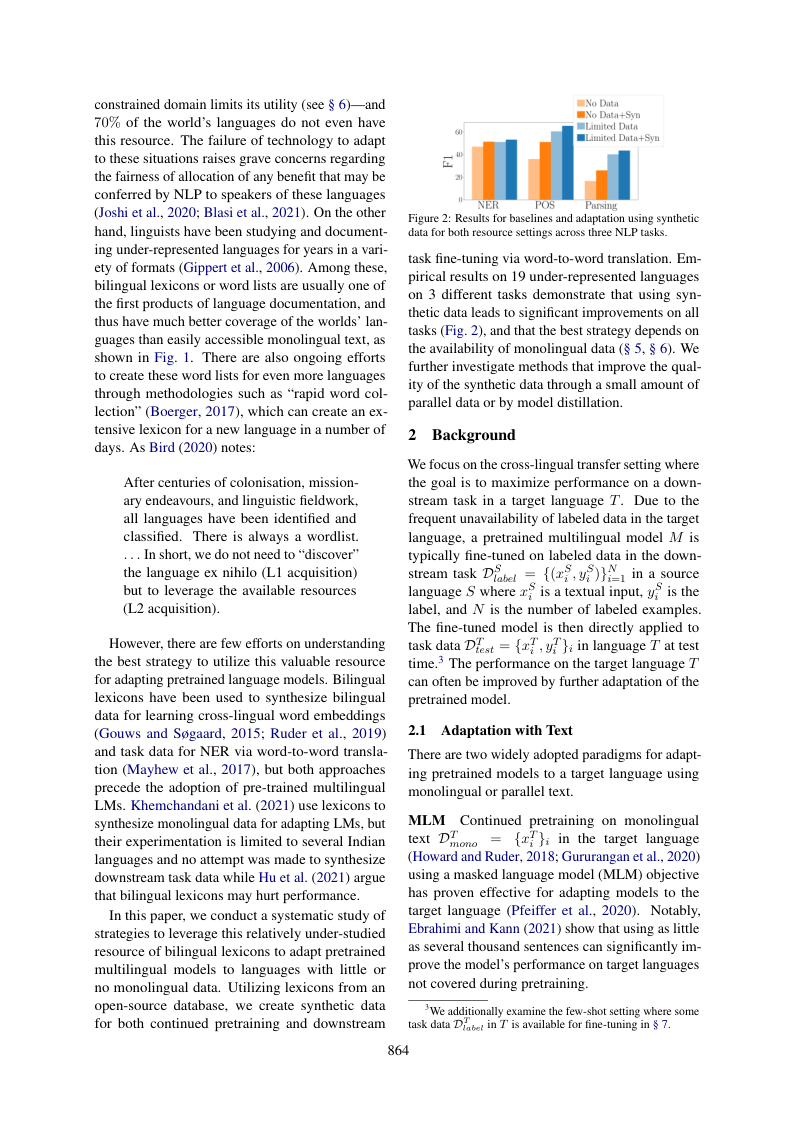 constrained domain limits its utility (see § 6)—and
70% of the world's languages do not even have
this resource. The failure of technology to adapt
to these situations raises grave concerns regarding
the fairness of allocation of any benefit that may be
conferred by NLP to speakers of these languages
(Joshi et al., 2020; Blasi et al., 2021). On the other
hand, linguists have been studying and document-
ing under-represented languages for years in a vari-
ety of formats (Gippert et al., 2006). Among these,
bilingual lexicons or word lists are usually one of
the first products of language documentation, and
thus have much better coverage of the worlds' lan-
guages than easily accessible monolingual text, as
shown in Fig. 1. There are also ongoing efforts
to create these word lists for even more languages
through methodologies such as “rapid word col-
lection” (Boerger, 2017), which can create an ex-
tensive lexicon for a new language in a number of
days. As Bird (2020) notes:
After centuries of colonisation, mission-
ary endeavours, and linguistic fieldwork,
all languages have been identified and
classified. There is always a wordlist.
. . . In short, we do not need to “discover”
the language ex nihilo (L1 acquisition)
but to leverage the available resources
(L2 acquisition).
However, there are few efforts on understanding
the best strategy to utilize this valuable resource
for adapting pretrained language models. Bilingual
lexicons have been used to synthesize bilingual
data for learning cross-lingual word embeddings
(Gouws and Søgaard, 2015; Ruder et al., 2019)
and task data for NER via word-to-word transla-
tion (Mayhew et al., 2017), but both approaches
precede the adoption of pre-trained multilingual
LMs. Khemchandani et al. (2021) use lexicons to
synthesize monolingual data for adapting LMs, but
their experimentation is limited to several Indian
languages and no attempt was made to synthesize
downstream task data while Hu et al. (2021) argue
that bilingual lexicons may hurt performance.
In this paper, we conduct a systematic study of
strategies to leverage this relatively under-studied
resource of bilingual lexicons to adapt pretrained
multilingual models to languages with little or
no monolingual data. Utilizing lexicons from an
open-source database, we create synthetic data
for both continued pretraining and downstream
No Data
No Data+Syn
Limited Data
Limited Data+Syn
F1
60
40
20
0
NER POS Parsing
Figure 2: Results for baselines and adaptation using synthetic
data for both resource settings across three NLP tasks.
task fine-tuning via word-to-word translation. Em-
pirical results on 19 under-represented languages
on 3 different tasks demonstrate that using syn-
thetic data leads to significant improvements on all
tasks (Fig. 2), and that the best strategy depends on
the availability of monolingual data (§ 5, § 6). We
further investigate methods that improve the qual-
ity of the synthetic data through a small amount of
parallel data or by model distillation.
2 Background
We focus on the cross-lingual transfer setting where
the goal is to maximize performance on a down-
stream task in a target language T. Due to the
frequent unavailability of labeled data in the target
language, a pretrained multilingual model M is
typically fine-tuned on labeled data in the down-
stream task $\mathcal{D}^S_{label} = \{(x^S_i, y^S_i)\}^N_{i=1}$ in a source
language S where $x^S_i$ is a textual input, $y^S_i$ is the
label, and N is the number of labeled examples.
The fine-tuned model is then directly applied to
task data $\mathcal{D}^T_{test} = \{x^T_i, y^T_i\}_i$ in language T at test
time.³ The performance on the target language T
can often be improved by further adaptation of the
pretrained model.
2.1 Adaptation with Text
There are two widely adopted paradigms for adapt-
ing pretrained models to a target language using
monolingual or parallel text.
MLM Continued pretraining on monolingual
text $\mathcal{D}^T_{mono} = \{x^T_i\}_i$ in the target language
(Howard and Ruder, 2018; Gururangan et al., 2020)
using a masked language model (MLM) objective
has proven effective for adapting models to the
target language (Pfeiffer et al., 2020). Notably,
Ebrahimi and Kann (2021) show that using as little
as several thousand sentences can significantly im-
prove the model's performance on target languages
not covered during pretraining.
³We additionally examine the few-shot setting where some
task data $\mathcal{D}^T_{label}$ in T is available for fine-tuning in § 7.
864